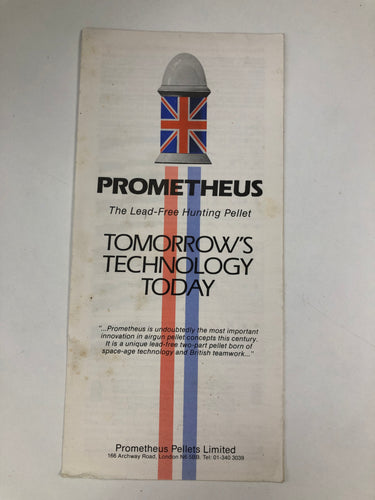 PROMETHEUS
The Lead-Free Hunting Pellet
TOMORROW'S
TECHNOLOGY
TODAY
"...Prometheus is undoubtedly the most important
innovation in airgun pellet concepts this century.
It is a unique lead-free two-part pellet born of
space-age technology and British teamwork..."
Prometheus Pellets Limited
166 Archway Road, London N6 5BB. Tel: 01-340 3039